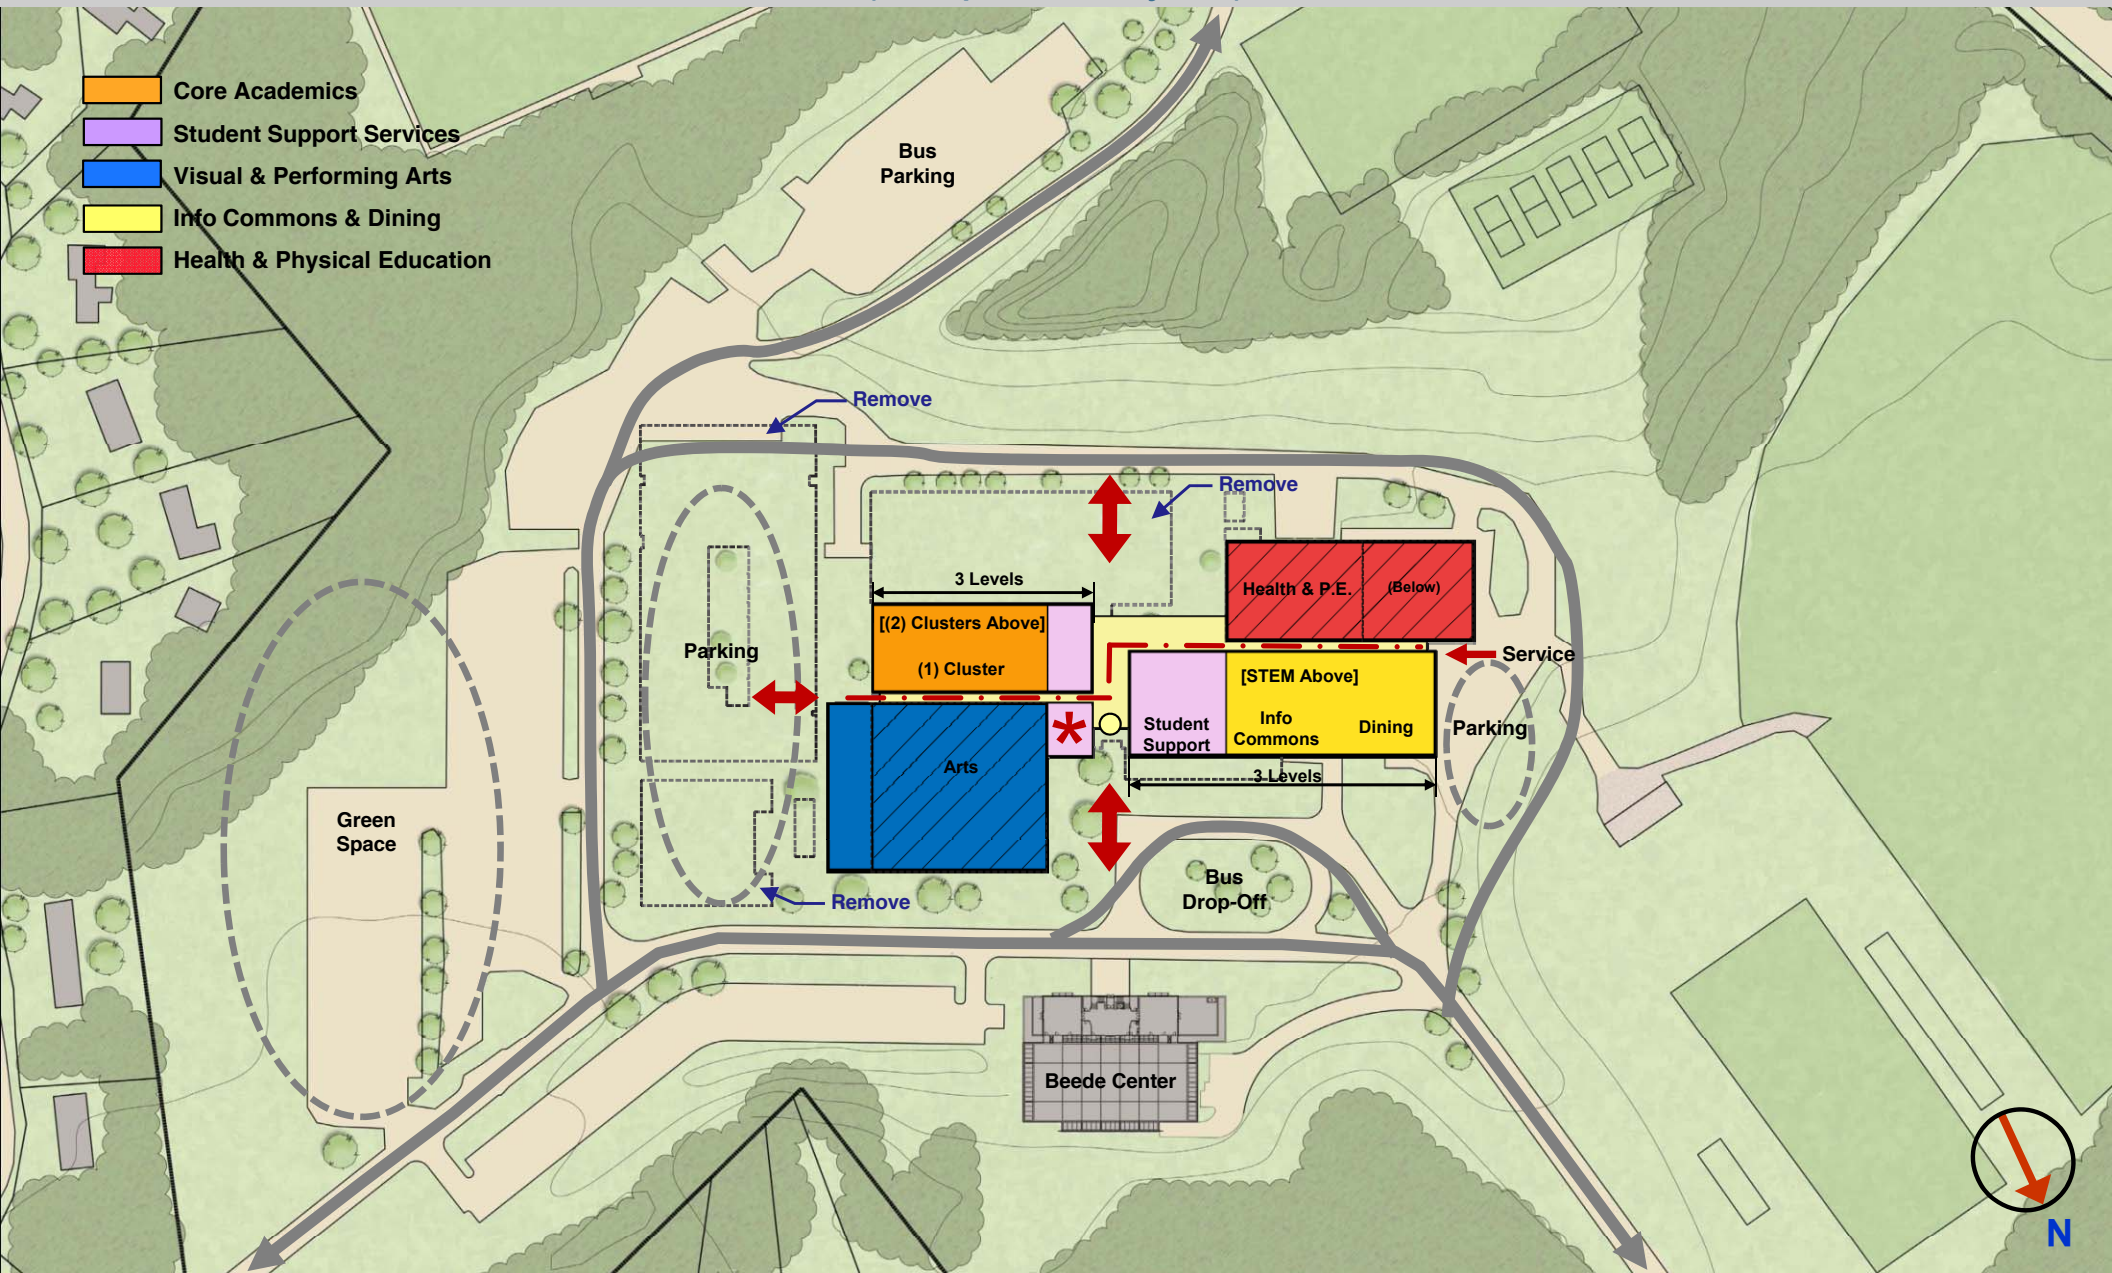 Core Academics
Student Support Services
Visual & Performing Arts
Info Commons & Dining
Health & Physical Education
Bus
Parking
Remove
Remove
3 Levels
[(2) Clusters Above]
(1) Cluster
Health & P.E.
(Below)
Parking
Service
[STEM Above]
*
Student
Support
Info
Commons
Dining
Parking
Arts
3 Levels
Green
Space
Bus
Drop-Off
Remove
Beede Center
N